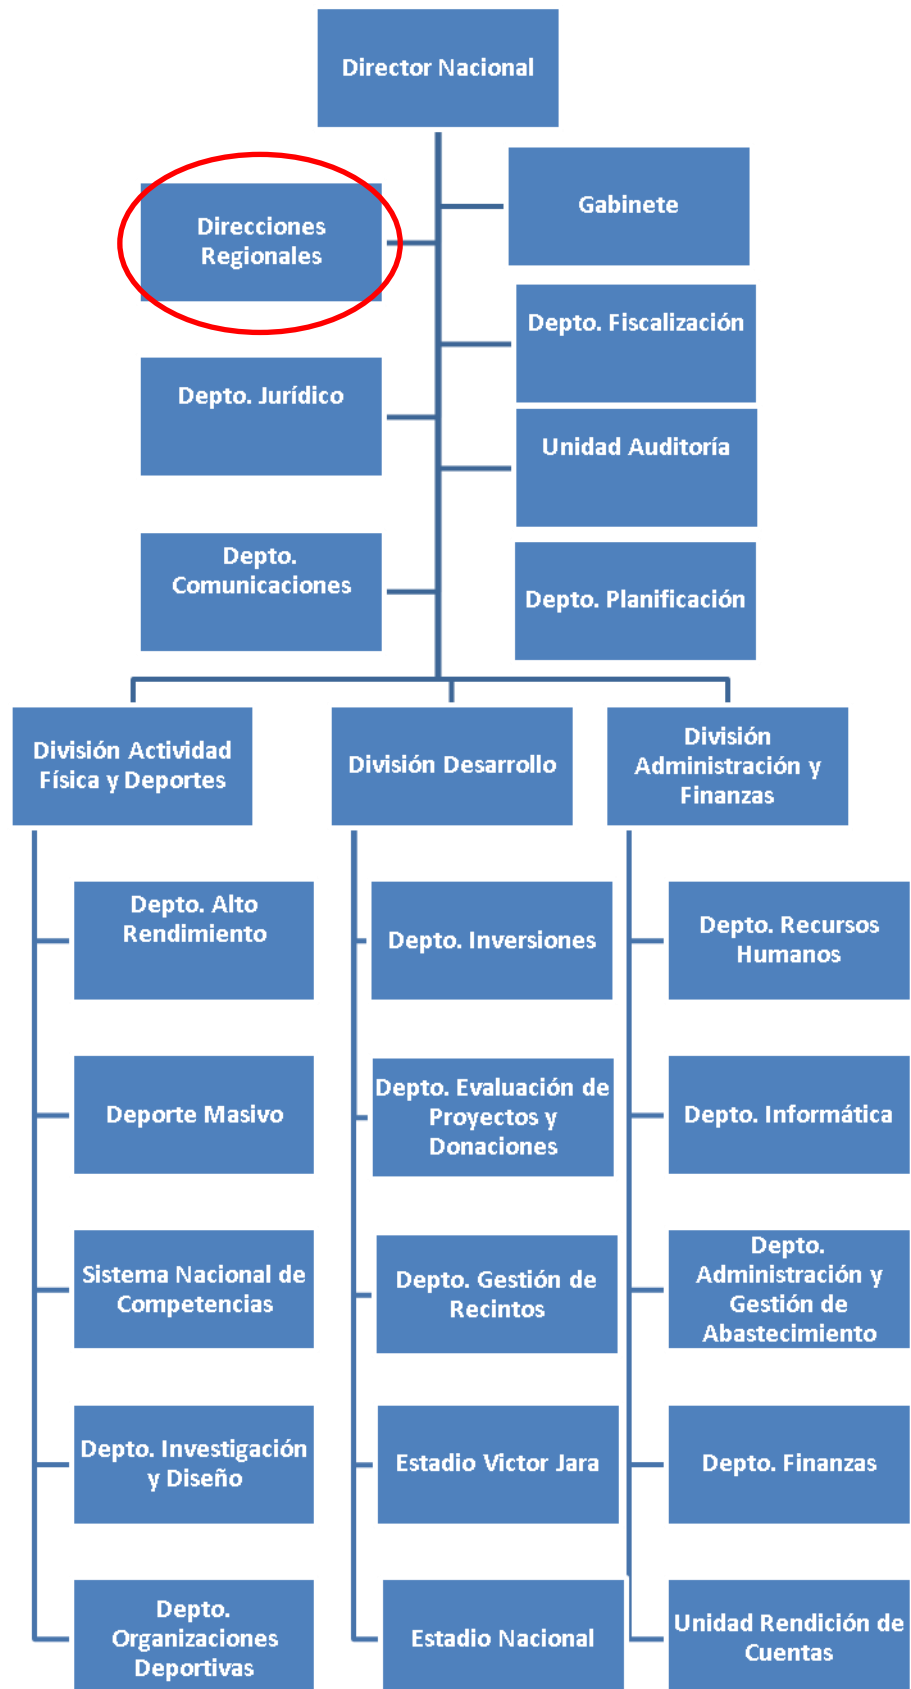 Director Nacional
Direcciones
Regionales
Gabinete
Depto. Fiscalización
Depto. Jurídico
Unidad Auditoría
Depto.
Comunicaciones
Depto. Planificación
División Actividad
Física y Deportes
División Desarrollo
División
Administración y
Finanzas
Depto. Alto
Rendimiento
Depto. Inversiones
Depto. Recursos
Humanos
Deporte Masivo
Depto. Evaluación de
Proyectos y
Donaciones
Depto. Informática
Sistema Nacional de
Competencias
Depto. Gestión de
Recintos
Depto.
Administración y
Gestión de
Abastecimiento
Depto. Investigación
y Diseño
Estadio Victor Jara
Depto. Finanzas
Depto.
Organizaciones
Deportivas
Estadio Nacional
Unidad Rendición de
Cuentas